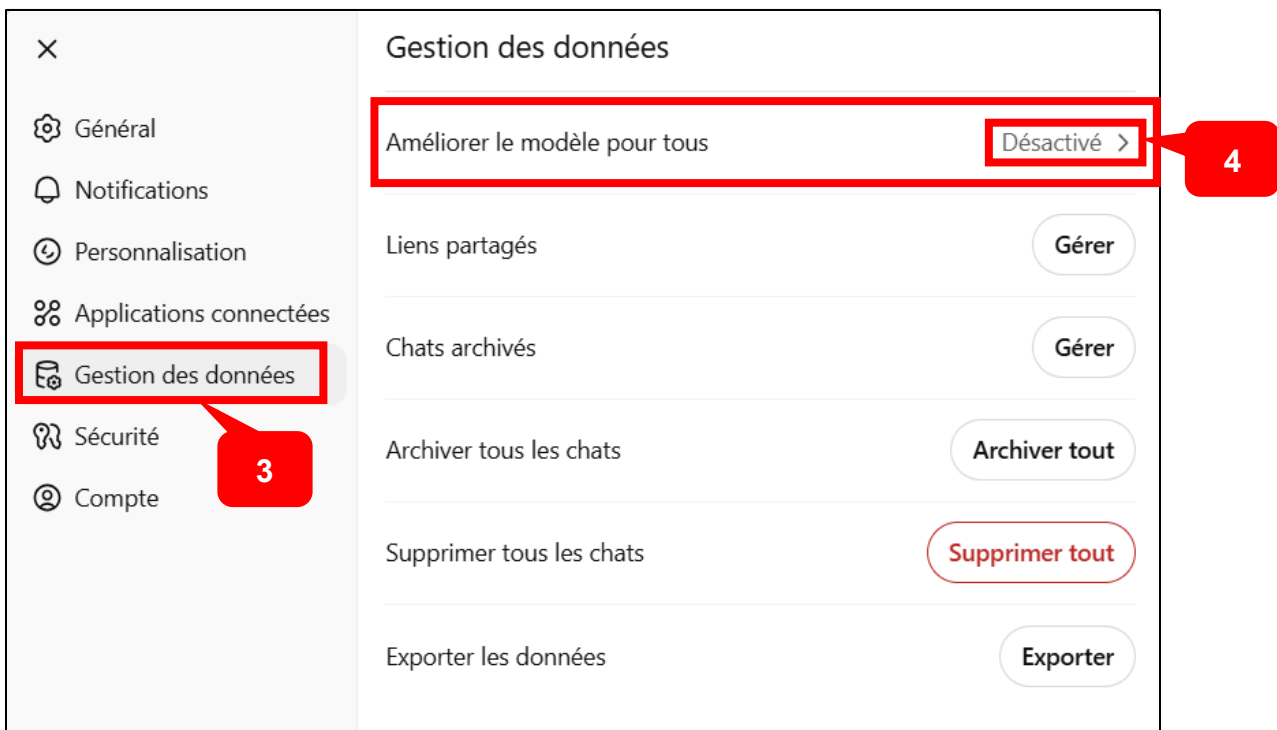 Gestion des données
Général
Notifications
Personnalisation
Applications connectées
Gestion des données
3
Sécurité
Compte
Améliorer le modèle pour tous Désactivé >
4
Liens partagés Gérer
Chats archivés Gérer
Archiver tous les chats Archiver tout
Supprimer tous les chats Supprimer tout
Exporter les données Exporter